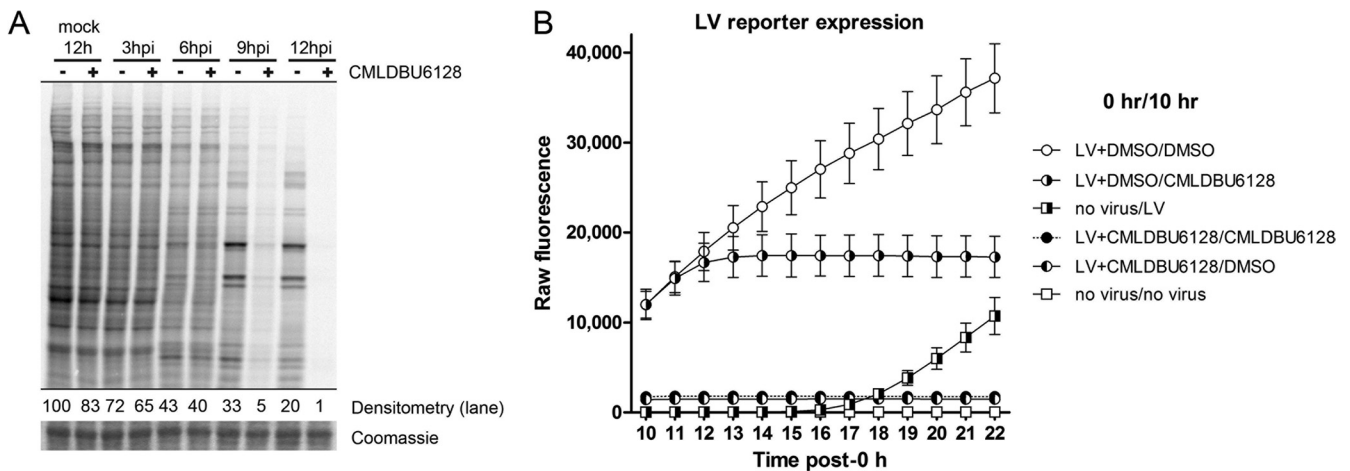 A
mock
12h 3hpi 6hpi 9hpi 12hpi
- + - + - + - + - + CMLDBU6128
100 83 72 65 43 40 33 5 20 1 Densitometry (lane)
Coomassie
B
LV reporter expression
Raw fluorescence
40,000
30,000
20,000
10,000
0
10 11 12 13 14 15 16 17 18 19 20 21 22
Time post-0 h
0 hr/10 hr
LV+DMSO/DMSO
LV+DMSO/CMLDBU6128
no virus/LV
LV+CMLDBU6128/CMLDBU6128
LV+CMLDBU6128/DMSO
no virus/no virus